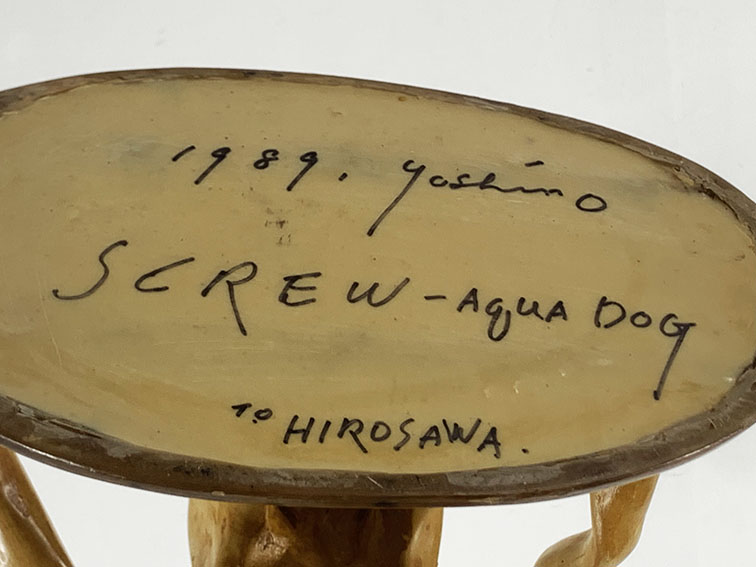 1989. Yoshino
SCREW - AQUA DOG
TO HIROSAWA.